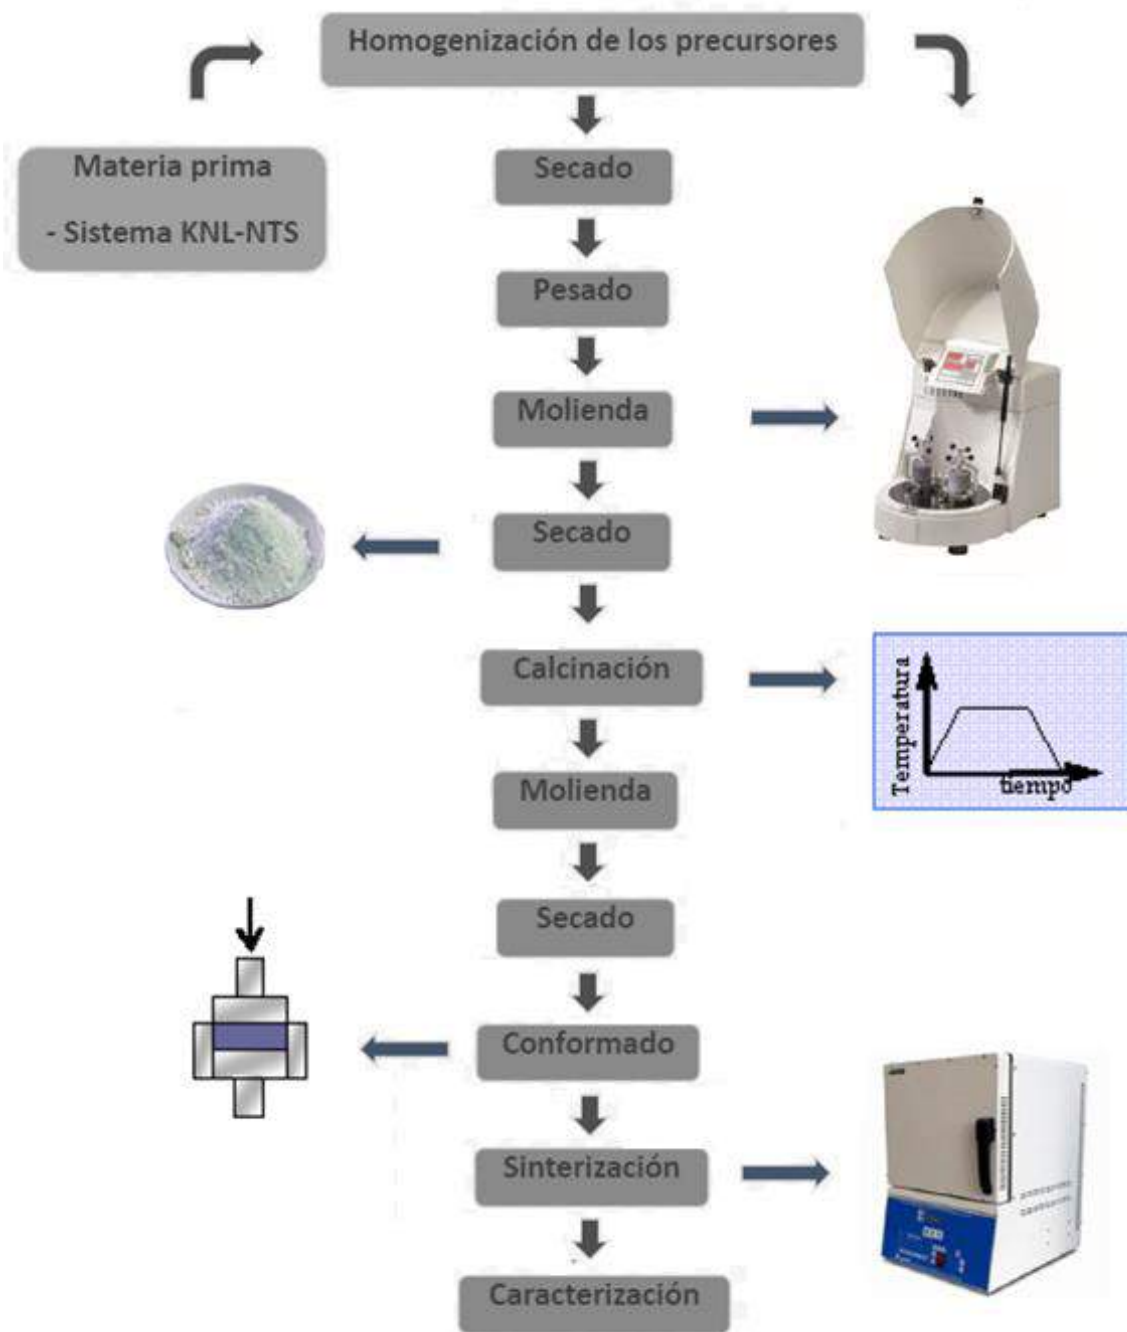 Homogenización de los precursores
Materia prima
- Sistema KNL-NTS
Secado
Pesado
Molienda
Secado
Calcinación
Temperatura
tiempo
Molienda
Secado
Conformado
Sinterización
Caracterización